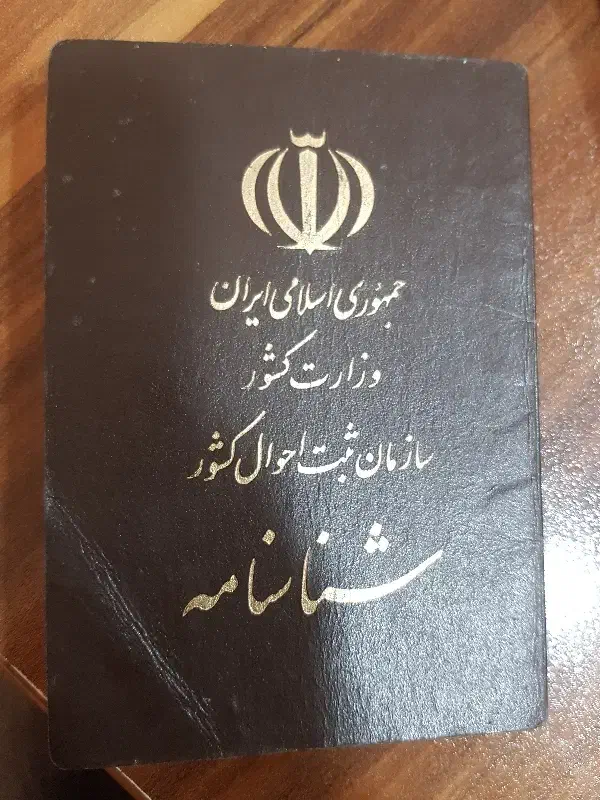 جمهوری اسلامی ایران
وزارت کشور
سازمان ثبت احوال کشور
شناسنامه